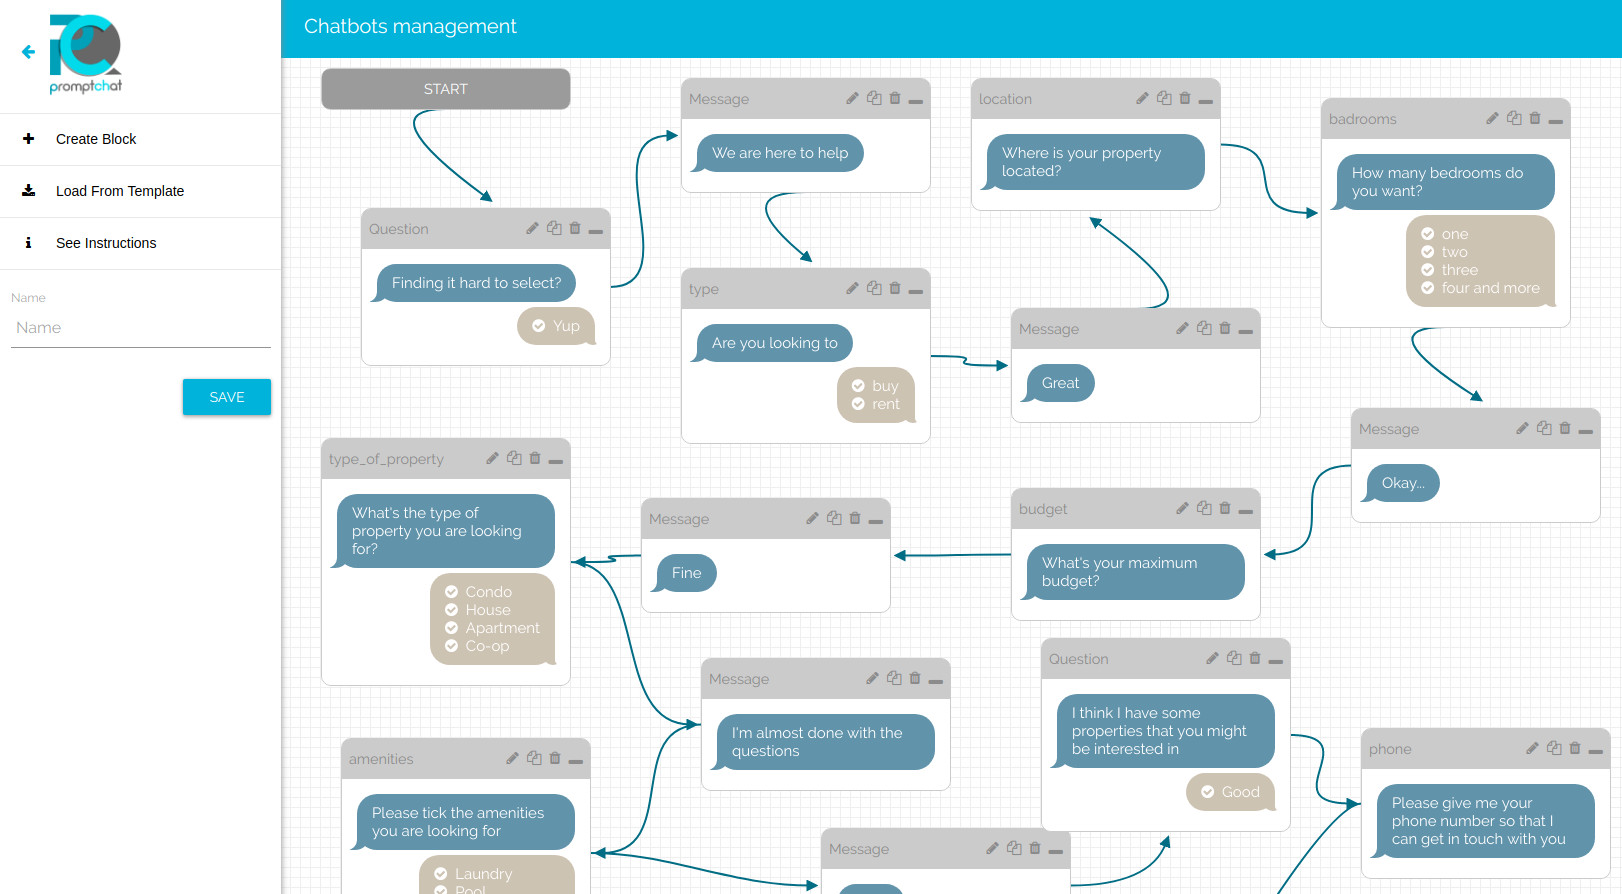 promptchat
Create Block
Load From Template
See Instructions
Name
Name
SAVE
Chatbots management
START
Question
Finding it hard to select?
Yup
Message
We are here to help
type
Are you looking to
buy
rent
Message
Great
location
Where is your property
located?
badrooms
How many bedrooms do
you want?
one
two
three
four and more
Message
Okay...
budget
What's your maximum
budget?
Message
Fine
type_of_property
What's the type of
property you are looking
for?
Condo
House
Apartment
Co-op
Message
I'm almost done with the
questions
amenities
Please tick the amenities
you are looking for
Laundry
Pool
Message
Question
I think I have some
properties that you might
be interested in
Good
phone
Please give me your
phone number so that I
can get in touch with you